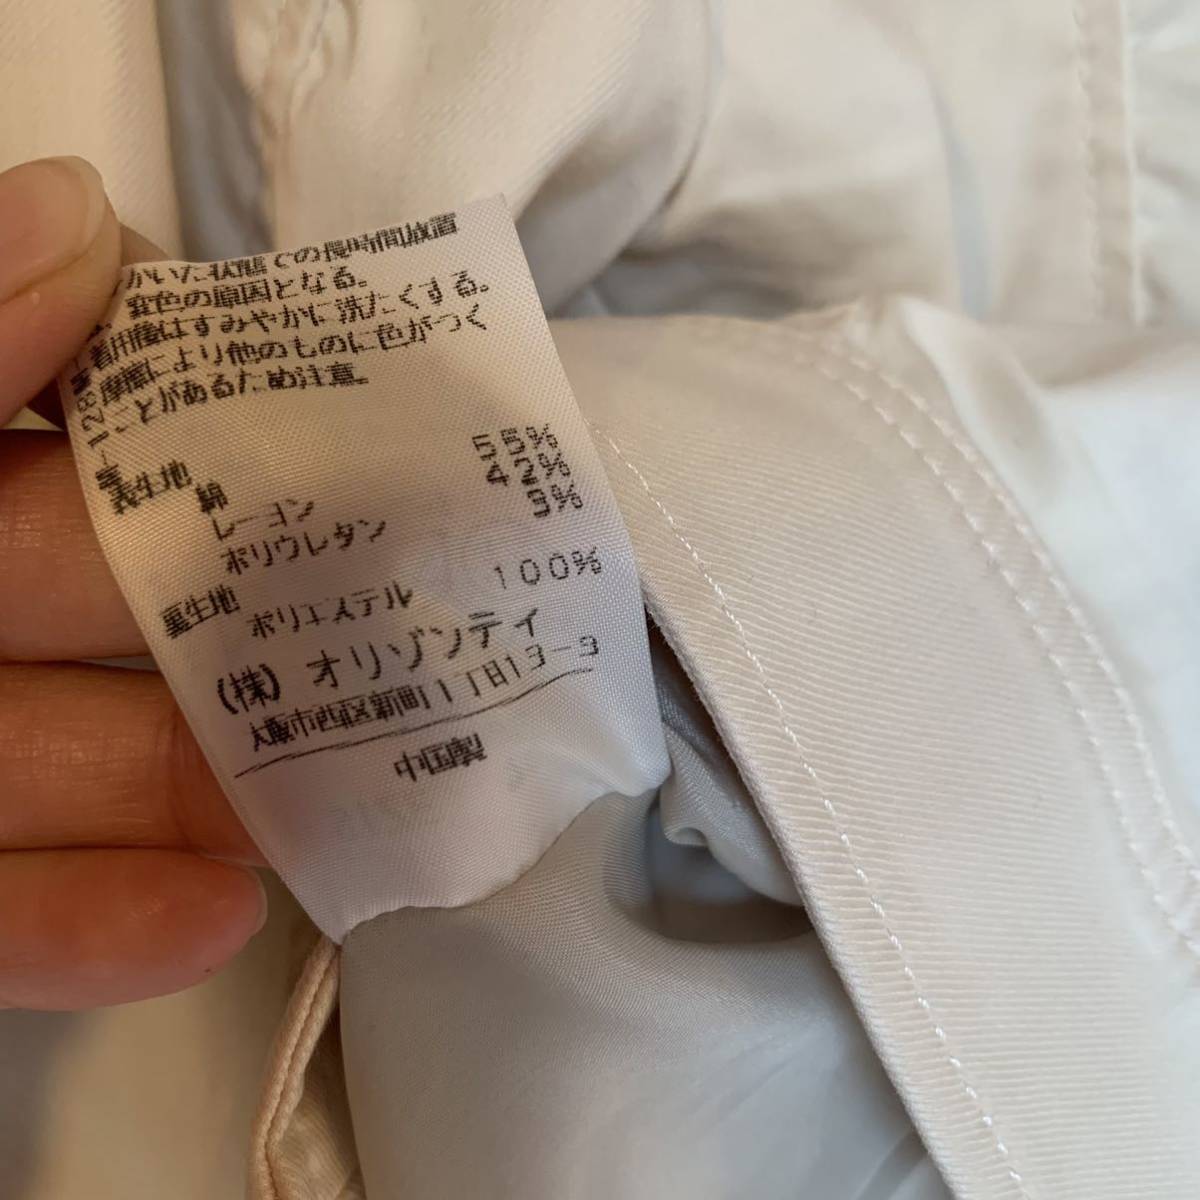 かいた状態での長時間放置
変色の原因となる。
着用後はすみやかに洗たくする。
摩擦により他のものに色がつく
ことがあるため注意。
表生地
綿 55%
レーヨン 42%
ポリウレタン 3%
裏生地
ポリエステル 100%
(株)オリゾンティ
大阪市西区新町1丁目13-3
中国製